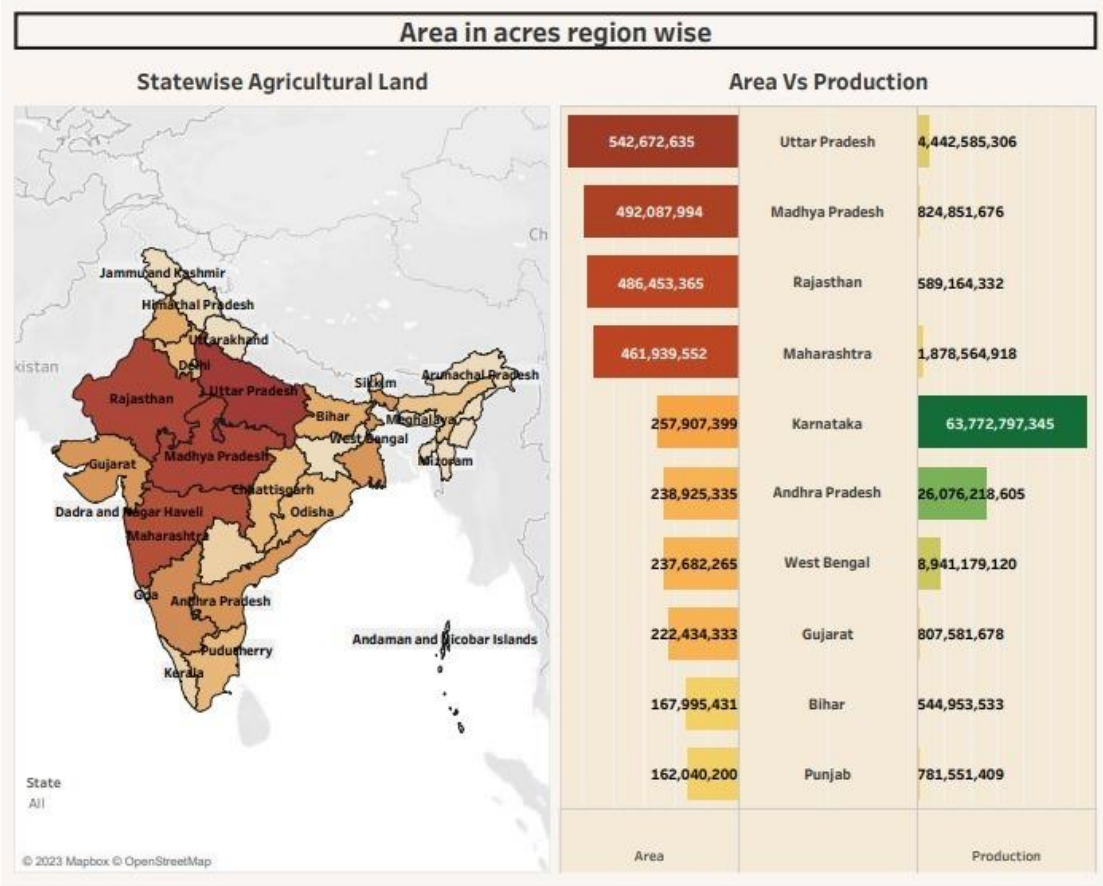 Area in acres region wise
Statewise Agricultural Land
Area Vs Production
Ch
Jammu and Kashmir
Himachal Pradesh
Uttarakhand
kistan
Delhi
Sikkim
Arunachal Pradesh
Rajasthan
Uttar Pradesh
Bihar
Meghalaya
West Bengal
Gujarat
Madhya Pradesh
Mizoram
Chhattisgarh
Dadra and Nagar Haveli
Odisha
Maharashtra
Goa
Andhra Pradesh
Andaman and Nicobar Islands
Puducherry
Kerala
State
All
© 2023 Mapbox © OpenStreetMap
542,672,635 Uttar Pradesh 4,442,585,306
492,087,994 Madhya Pradesh 824,851,676
486,453,365 Rajasthan 589,164,332
461,939,552 Maharashtra 1,878,564,918
257,907,399 Karnataka 63,772,797,345
238,925,335 Andhra Pradesh 26,076,218,605
237,682,265 West Bengal 8,941,179,120
222,434,333 Gujarat 807,581,678
167,995,431 Bihar 544,953,533
162,040,200 Punjab 781,551,409
Area Production